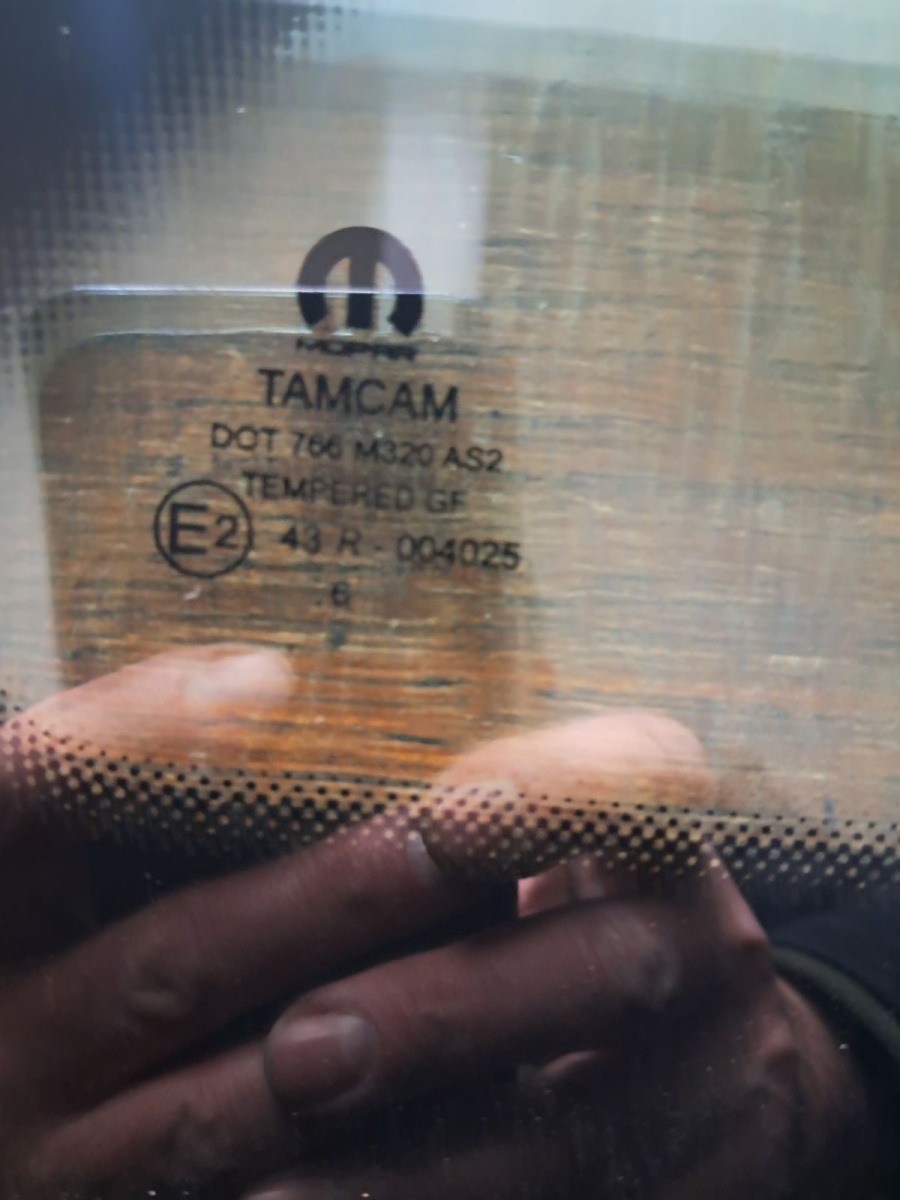 MOPAR
TAMCAM
DOT 766 M320 AS2
TEMPERED GF
E2 43 R - 004025
. 6